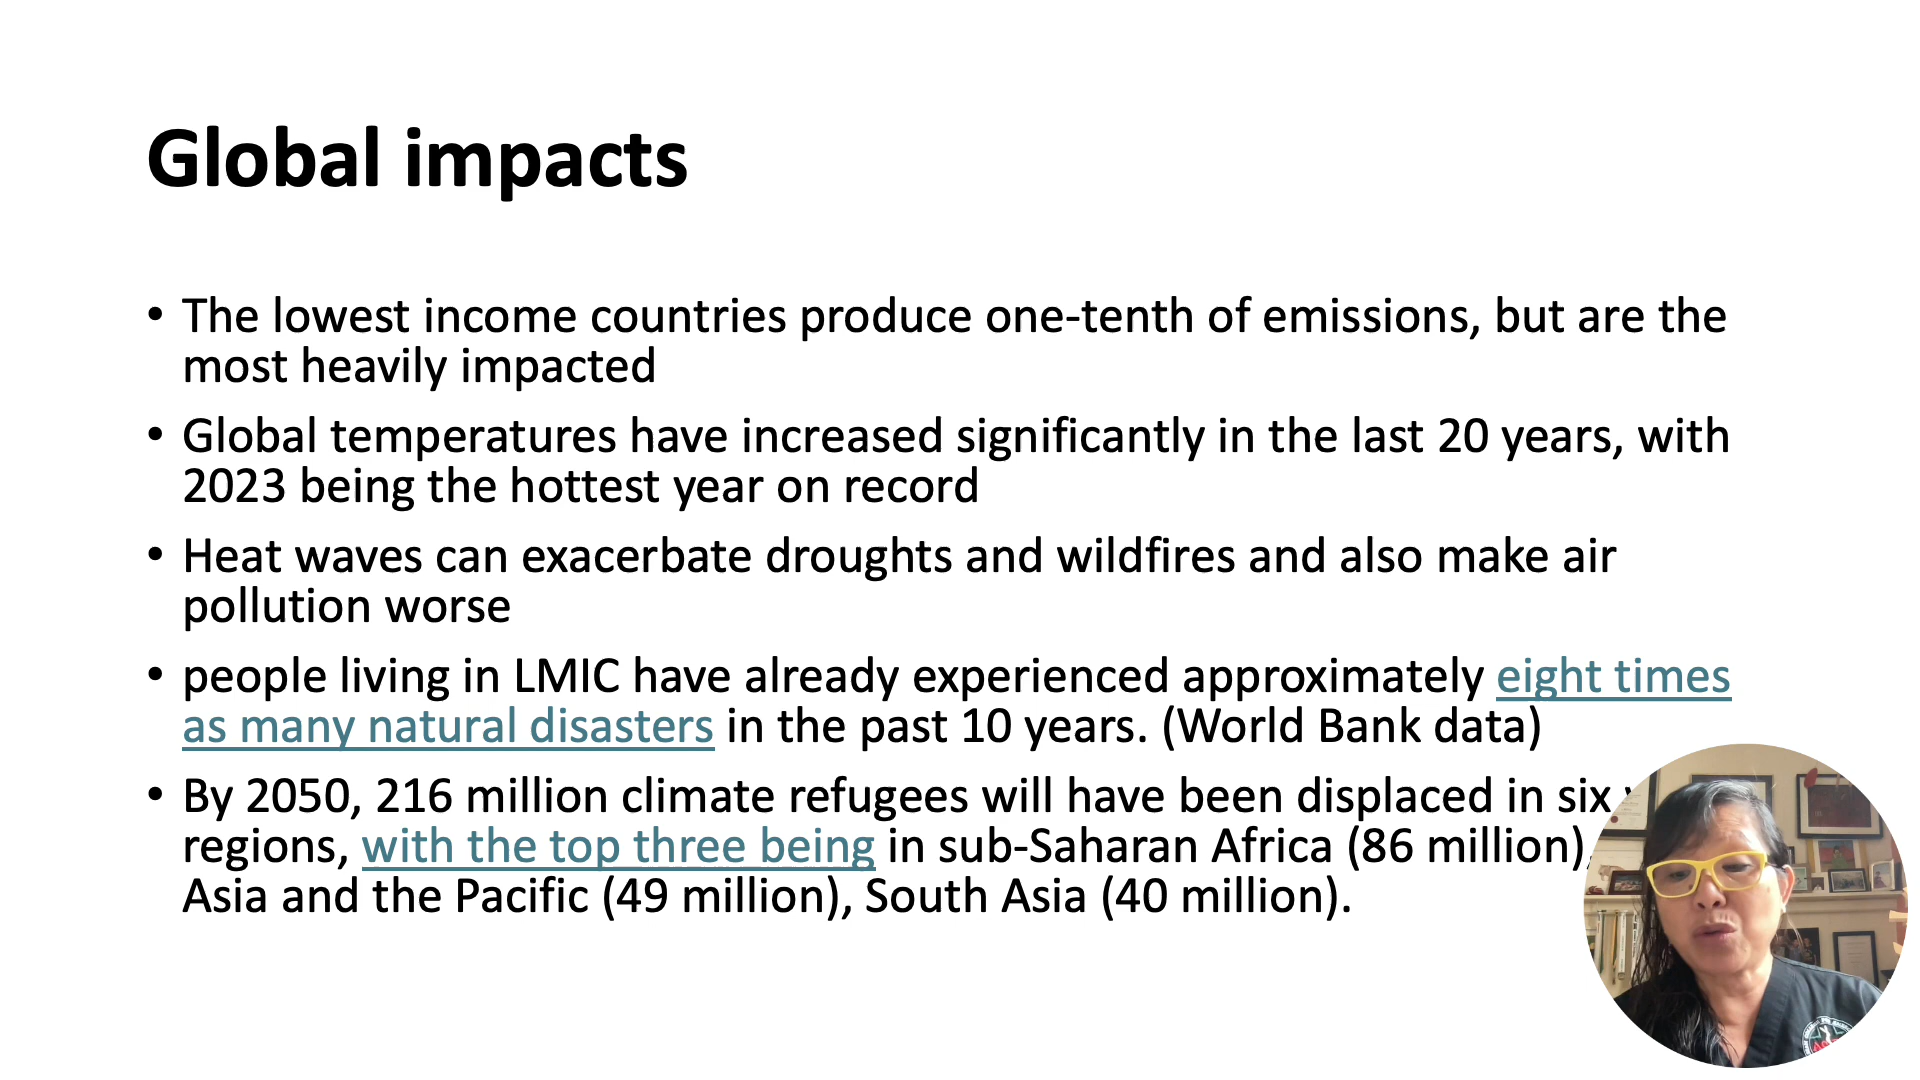 Global impacts
• The lowest income countries produce one-tenth of emissions, but are the
most heavily impacted
• Global temperatures have increased significantly in the last 20 years, with
2023 being the hottest year on record
• Heat waves can exacerbate droughts and wildfires and also make air
pollution worse
• people living in LMIC have already experienced approximately eight times
as many natural disasters in the past 10 years. (World Bank data)
• By 2050, 216 million climate refugees will have been displaced in six
regions, with the top three being in sub-Saharan Africa (86 million),
Asia and the Pacific (49 million), South Asia (40 million).